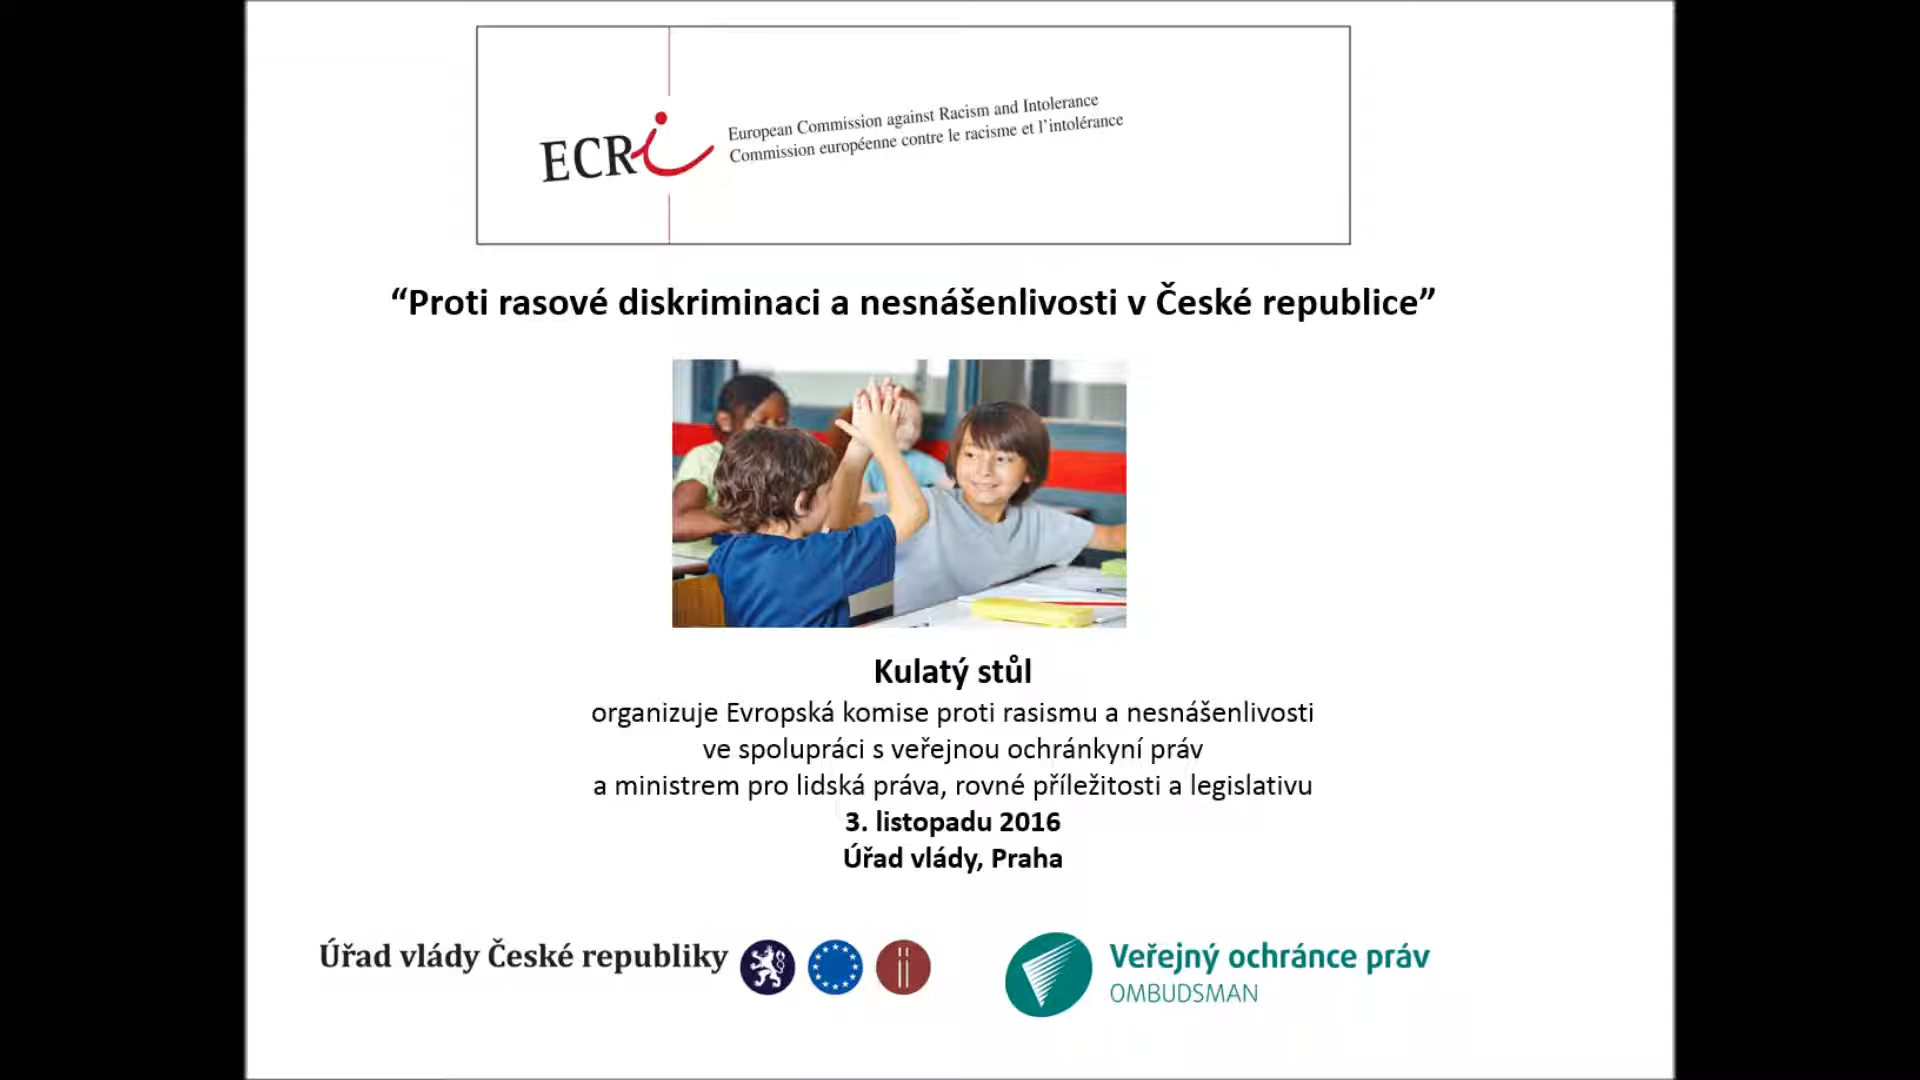 ECRi
European Commission against Racism and Intolerance
Commission européenne contre le racisme et l'intolérance
“Proti rasové diskriminaci a nesnášenlivosti v České republice”
Kulatý stůl
organizuje Evropská komise proti rasismu a nesnášenlivosti
ve spolupráci s veřejnou ochránkyní práv
a ministrem pro lidská práva, rovné příležitosti a legislativu
3. listopadu 2016
Úřad vlády, Praha
Úřad vlády České republiky
Veřejný ochránce práv
OMBUDSMAN